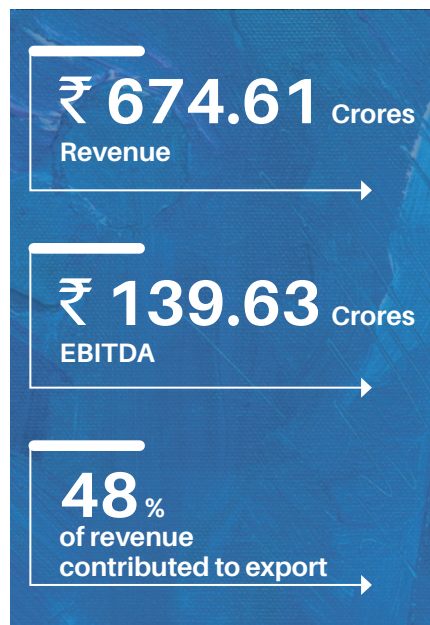 ₹ 674.61 Crores
Revenue
₹ 139.63 Crores
EBITDA
48 %
of revenue
contributed to export